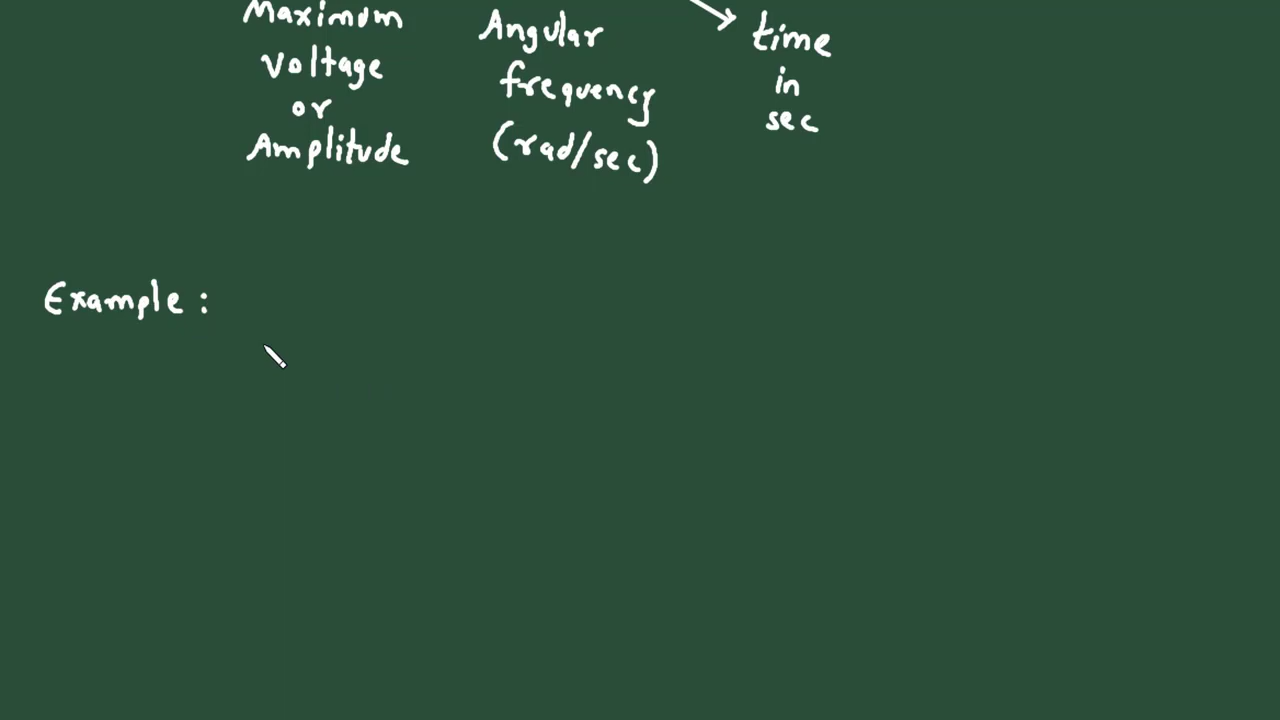 Maximum
voltage
or
Amplitude
Angular
frequency
(rad/sec)
time
in
sec
Example :